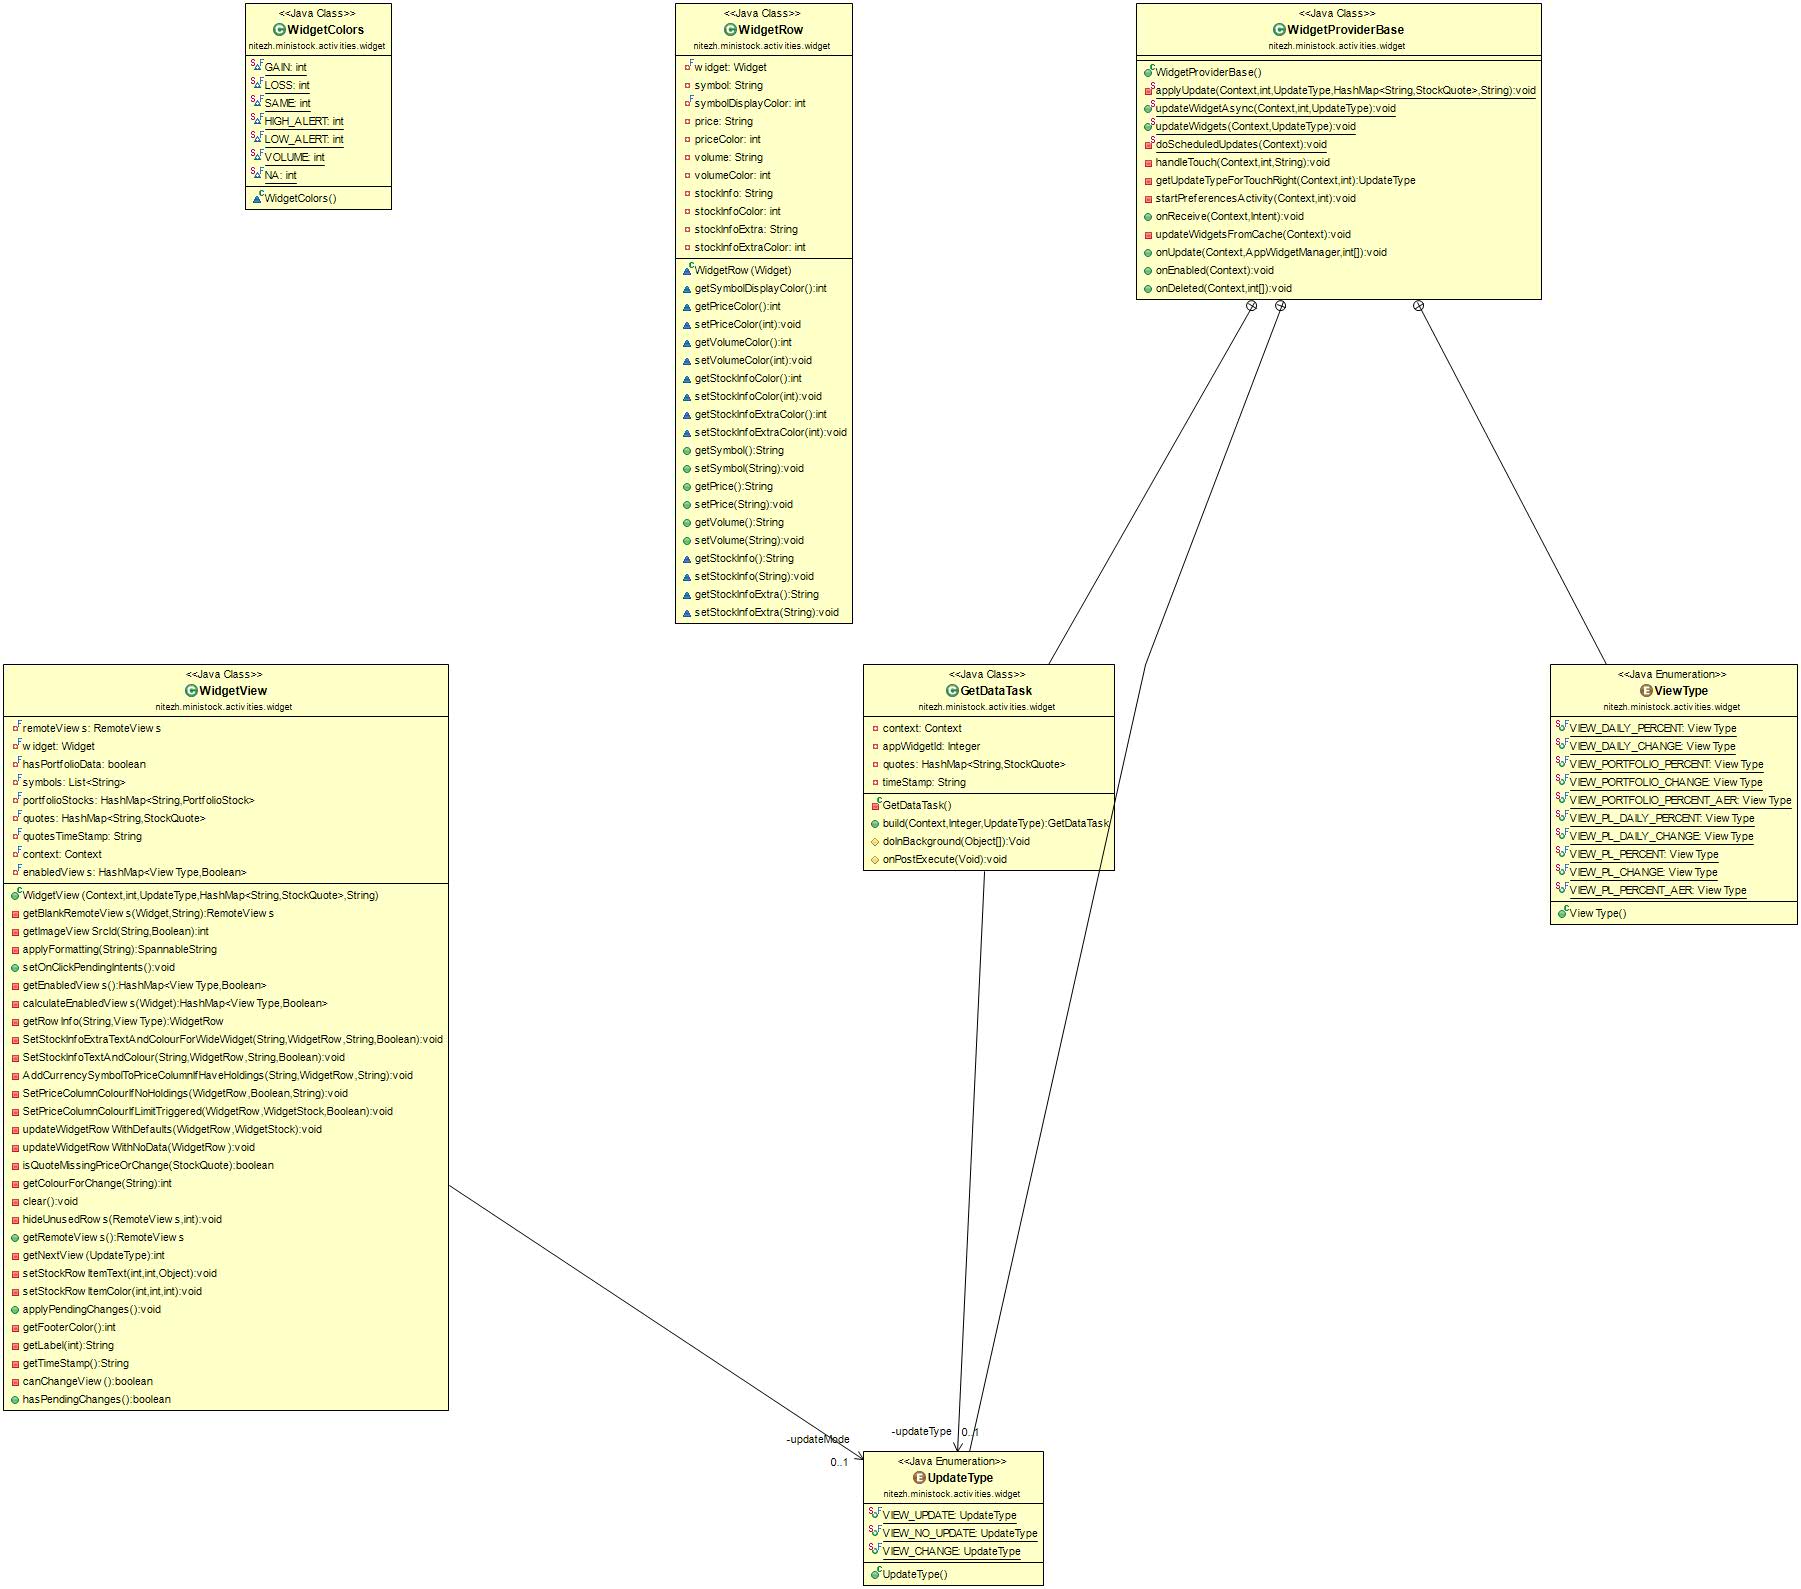 <<Java Class>>
WidgetColors
nitezh.ministock.activities.widget
GAIN: int
LOSS: int
SAME: int
HIGH_ALERT: int
LOW_ALERT: int
VOLUME: int
NA: int
WidgetColors()
<<Java Class>>
WidgetRow
nitezh.ministock.activities.widget
widget: Widget
symbol: String
symbolDisplayColor: int
price: String
priceColor: int
volume: String
volumeColor: int
stockInfo: String
stockInfoColor: int
stockInfoExtra: String
stockInfoExtraColor: int
WidgetRow(Widget)
getSymbolDisplayColor():int
getPriceColor():int
setPriceColor(int):void
getVolumeColor():int
setVolumeColor(int):void
getStockInfoColor():int
setStockInfoColor(int):void
getStockInfoExtraColor():int
setStockInfoExtraColor(int):void
getSymbol():String
setSymbol(String):void
getPrice():String
setPrice(String):void
getVolume():String
setVolume(String):void
getStockInfo():String
setStockInfo(String):void
getStockInfoExtra():String
setStockInfoExtra(String):void
<<Java Class>>
WidgetProviderBase
nitezh.ministock.activities.widget
WidgetProviderBase()
applyUpdate(Context,int,UpdateType,HashMap<String,StockQuote>,String):void
updateWidgetAsync(Context,int,UpdateType):void
updateWidgets(Context,UpdateType):void
doScheduledUpdates(Context):void
handleTouch(Context,int,String):void
getUpdateTypeForTouchRight(Context,int):UpdateType
startPreferencesActivity(Context,int):void
onReceive(Context,Intent):void
updateWidgetsFromCache(Context):void
onUpdate(Context,AppWidgetManager,int[]):void
onEnabled(Context):void
onDeleted(Context,int[]):void
<<Java Class>>
WidgetView
nitezh.ministock.activities.widget
remoteViews: RemoteViews
widget: Widget
hasPortfolioData: boolean
symbols: List<String>
portfolioStocks: HashMap<String,PortfolioStock>
quotes: HashMap<String,StockQuote>
quotesTimeStamp: String
context: Context
enabledViews: HashMap<ViewType,Boolean>
WidgetView(Context,int,UpdateType,HashMap<String,StockQuote>,String)
getBlankRemoteViews(Widget,String):RemoteViews
getImageViewSrcId(String,Boolean):int
applyFormatting(String):SpannableString
setOnClickPendingIntents():void
getEnabledViews():HashMap<ViewType,Boolean>
calculateEnabledViews(Widget):HashMap<ViewType,Boolean>
getRowInfo(String,ViewType):WidgetRow
SetStockInfoExtraTextAndColourForWideWidget(String,WidgetRow,String,Boolean):void
SetStockInfoTextAndColour(String,WidgetRow,String,Boolean):void
AddCurrencySymbolToPriceColumnIfHaveHoldings(String,WidgetRow,String):void
SetPriceColumnColourIfNoHoldings(WidgetRow,Boolean,String):void
SetPriceColumnColourIfLimitTriggered(WidgetRow,WidgetStock,Boolean):void
updateWidgetRowWithDefaults(WidgetRow,WidgetStock):void
updateWidgetRowWithNoData(WidgetRow):void
isQuoteMissingPriceOrChange(StockQuote):boolean
getColourForChange(String):int
clear():void
hideUnusedRows(RemoteViews,int):void
getRemoteViews():RemoteViews
getNextView(UpdateType):int
setStockRowItemText(int,int,Object):void
setStockRowItemColor(int,int,int):void
applyPendingChanges():void
getFooterColor():int
getLabel(int):String
getTimeStamp():String
canChangeView():boolean
hasPendingChanges():boolean
<<Java Class>>
GetDataTask
nitezh.ministock.activities.widget
context: Context
appWidgetId: Integer
quotes: HashMap<String,StockQuote>
timeStamp: String
GetDataTask()
build(Context,Integer,UpdateType):GetDataTask
doInBackground(Object[]):Void
onPostExecute(Void):void
<<Java Enumeration>>
ViewType
nitezh.ministock.activities.widget
VIEW_DAILY_PERCENT: ViewType
VIEW_DAILY_CHANGE: ViewType
VIEW_PORTFOLIO_PERCENT: ViewType
VIEW_PORTFOLIO_CHANGE: ViewType
VIEW_PORTFOLIO_PERCENT_AER: ViewType
VIEW_PL_DAILY_PERCENT: ViewType
VIEW_PL_DAILY_CHANGE: ViewType
VIEW_PL_PERCENT: ViewType
VIEW_PL_CHANGE: ViewType
VIEW_PL_PERCENT_AER: ViewType
ViewType()
-updateMode
0..1
-updateType
0..1
<<Java Enumeration>>
UpdateType
nitezh.ministock.activities.widget
VIEW_UPDATE: UpdateType
VIEW_NO_UPDATE: UpdateType
VIEW_CHANGE: UpdateType
UpdateType()